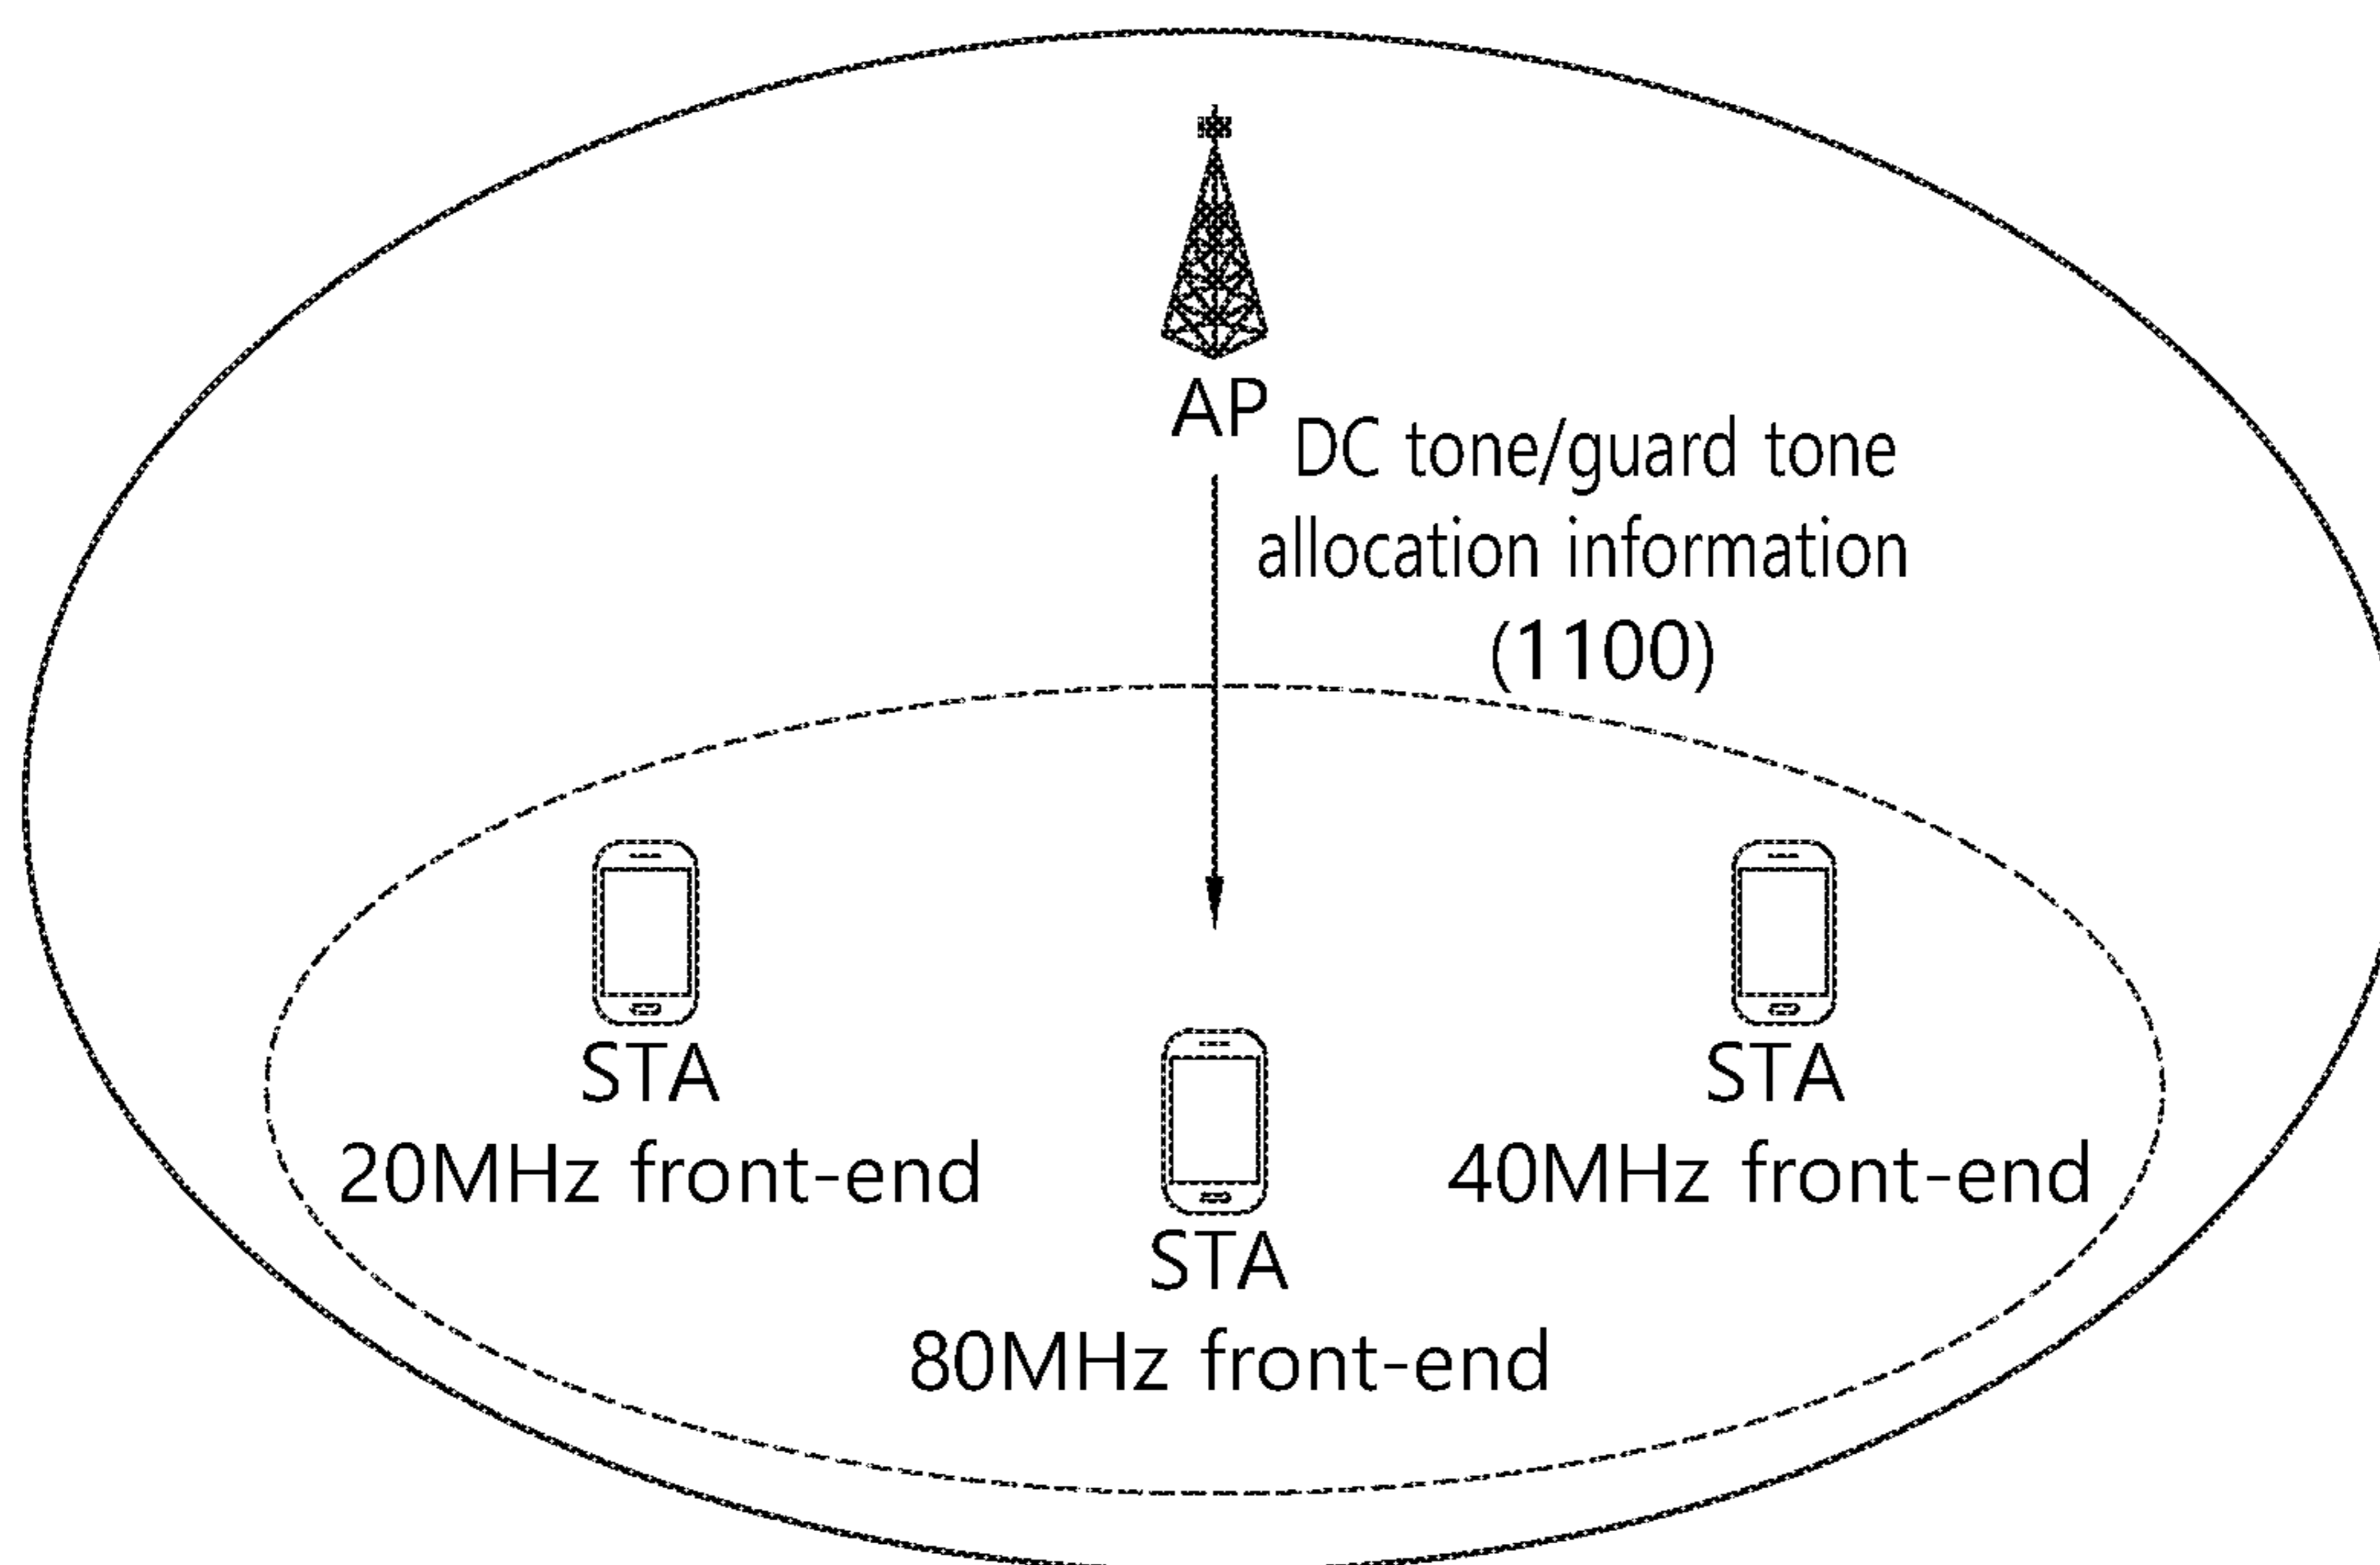 AP
DC tone/guard tone
allocation information
(1100)
STA
20MHz front-end
STA
80MHz front-end
STA
40MHz front-end